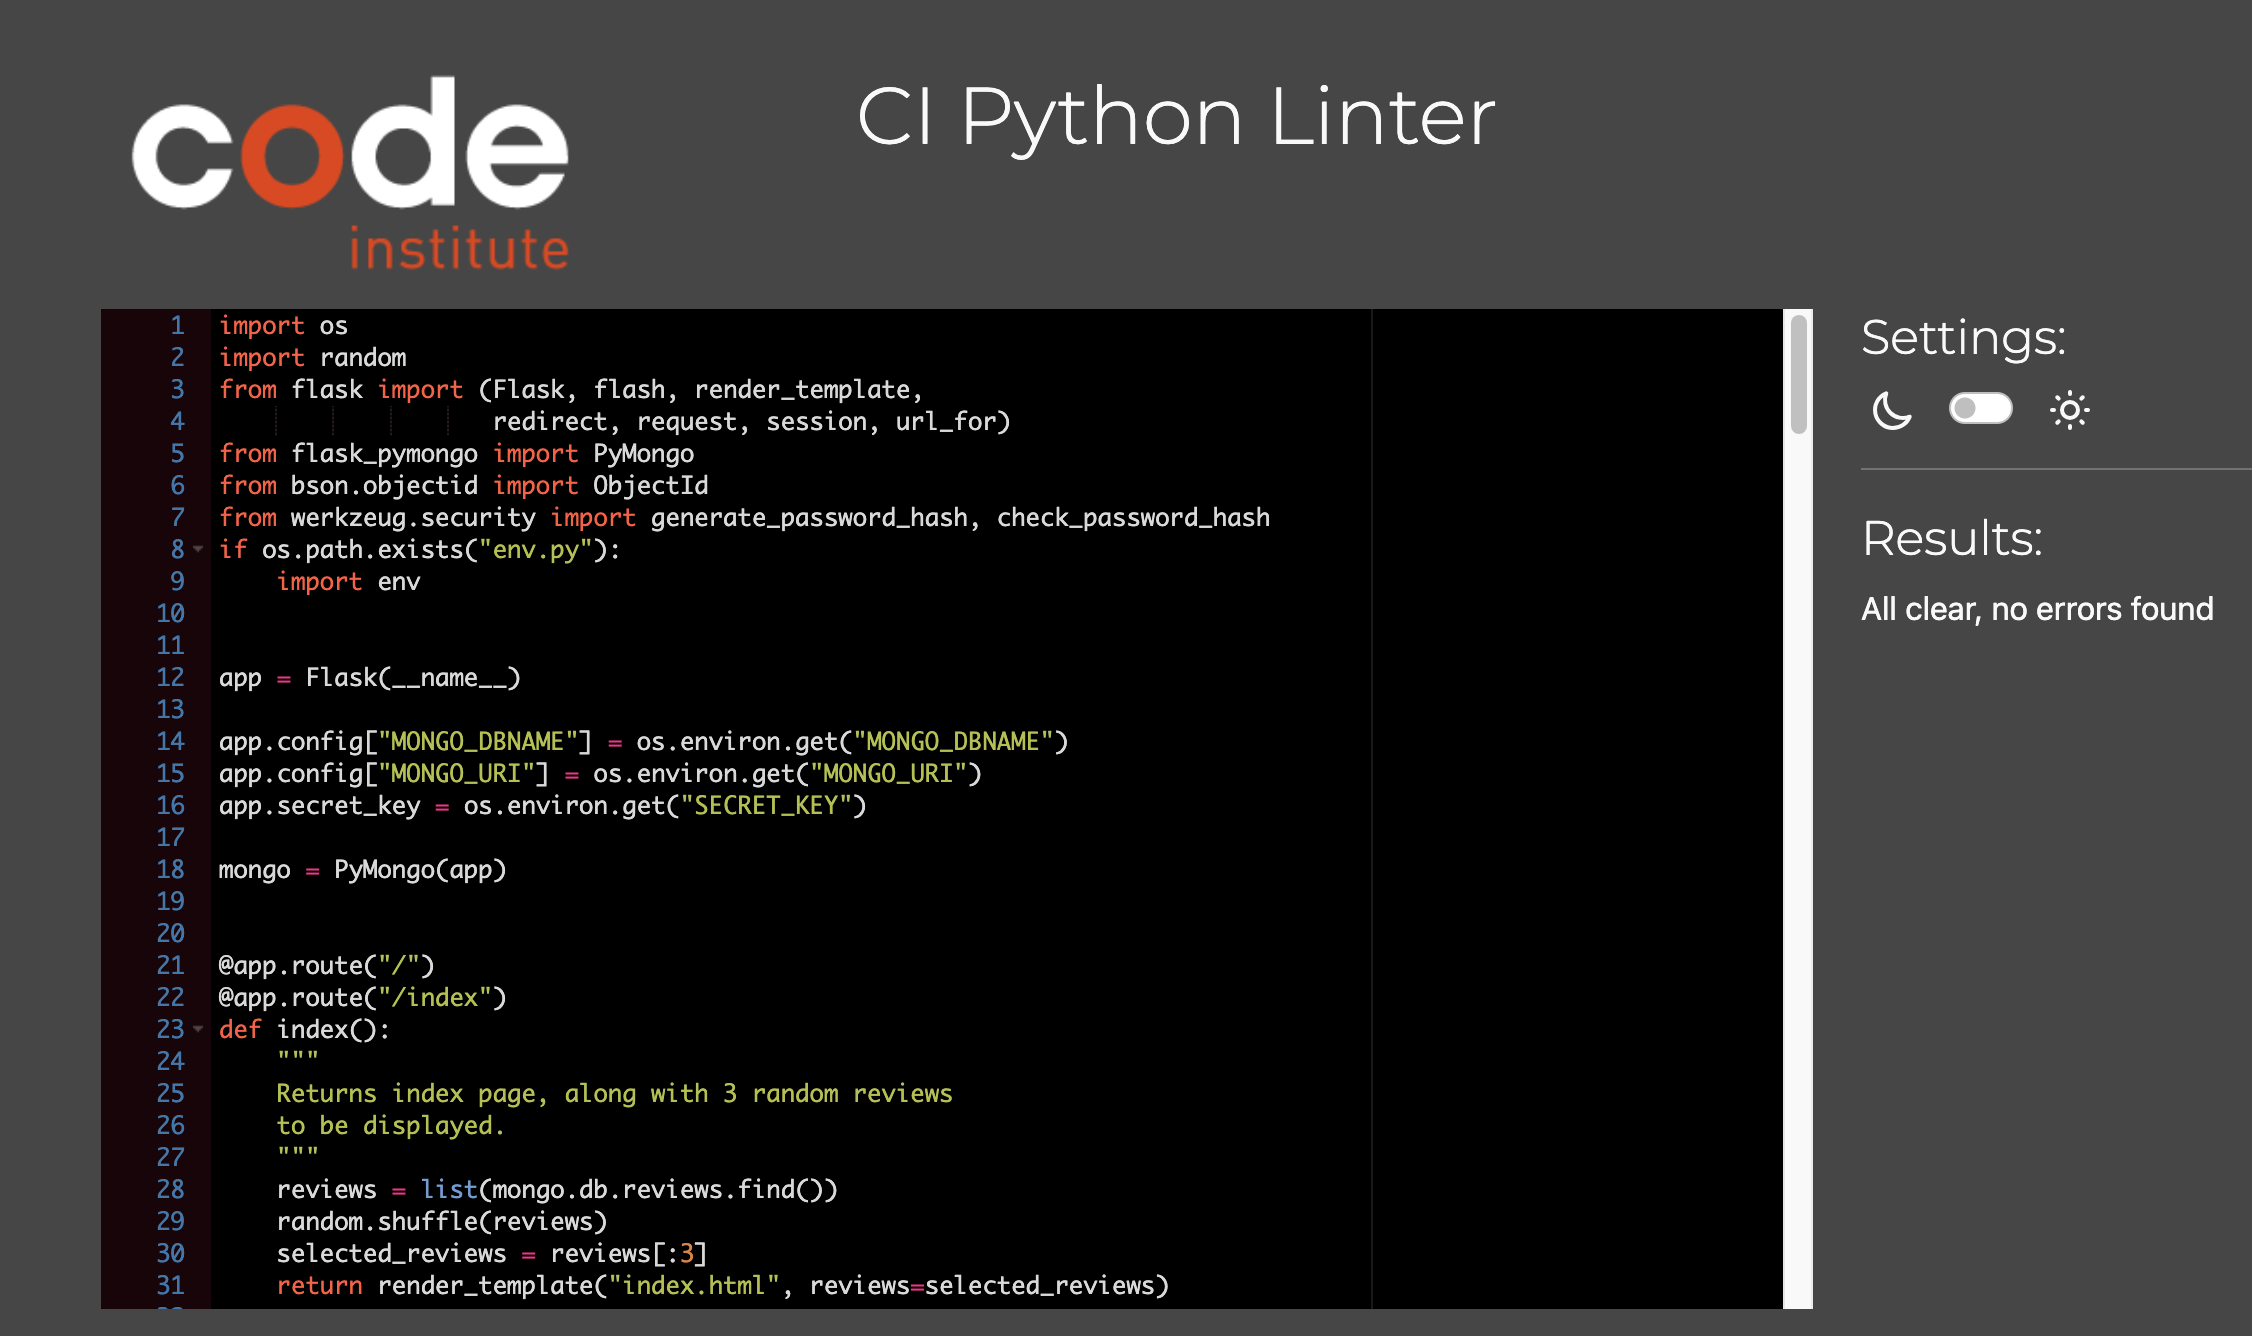 code
institute
CI Python Linter
1 import os
2 import random
3 from flask import (Flask, flash, render_template,
4                    redirect, request, session, url_for)
5 from flask_pymongo import PyMongo
6 from bson.objectid import ObjectId
7 from werkzeug.security import generate_password_hash, check_password_hash
8 if os.path.exists("env.py"):
9     import env
10
11
12 app = Flask(__name__)
13
14 app.config["MONGO_DBNAME"] = os.environ.get("MONGO_DBNAME")
15 app.config["MONGO_URI"] = os.environ.get("MONGO_URI")
16 app.secret_key = os.environ.get("SECRET_KEY")
17
18 mongo = PyMongo(app)
19
20
21 @app.route("/")
22 @app.route("/index")
23 def index():
24     """
25     Returns index page, along with 3 random reviews
26     to be displayed.
27     """
28     reviews = list(mongo.db.reviews.find())
29     random.shuffle(reviews)
30     selected_reviews = reviews[:3]
31     return render_template("index.html", reviews=selected_reviews)
Settings:
Results:
All clear, no errors found